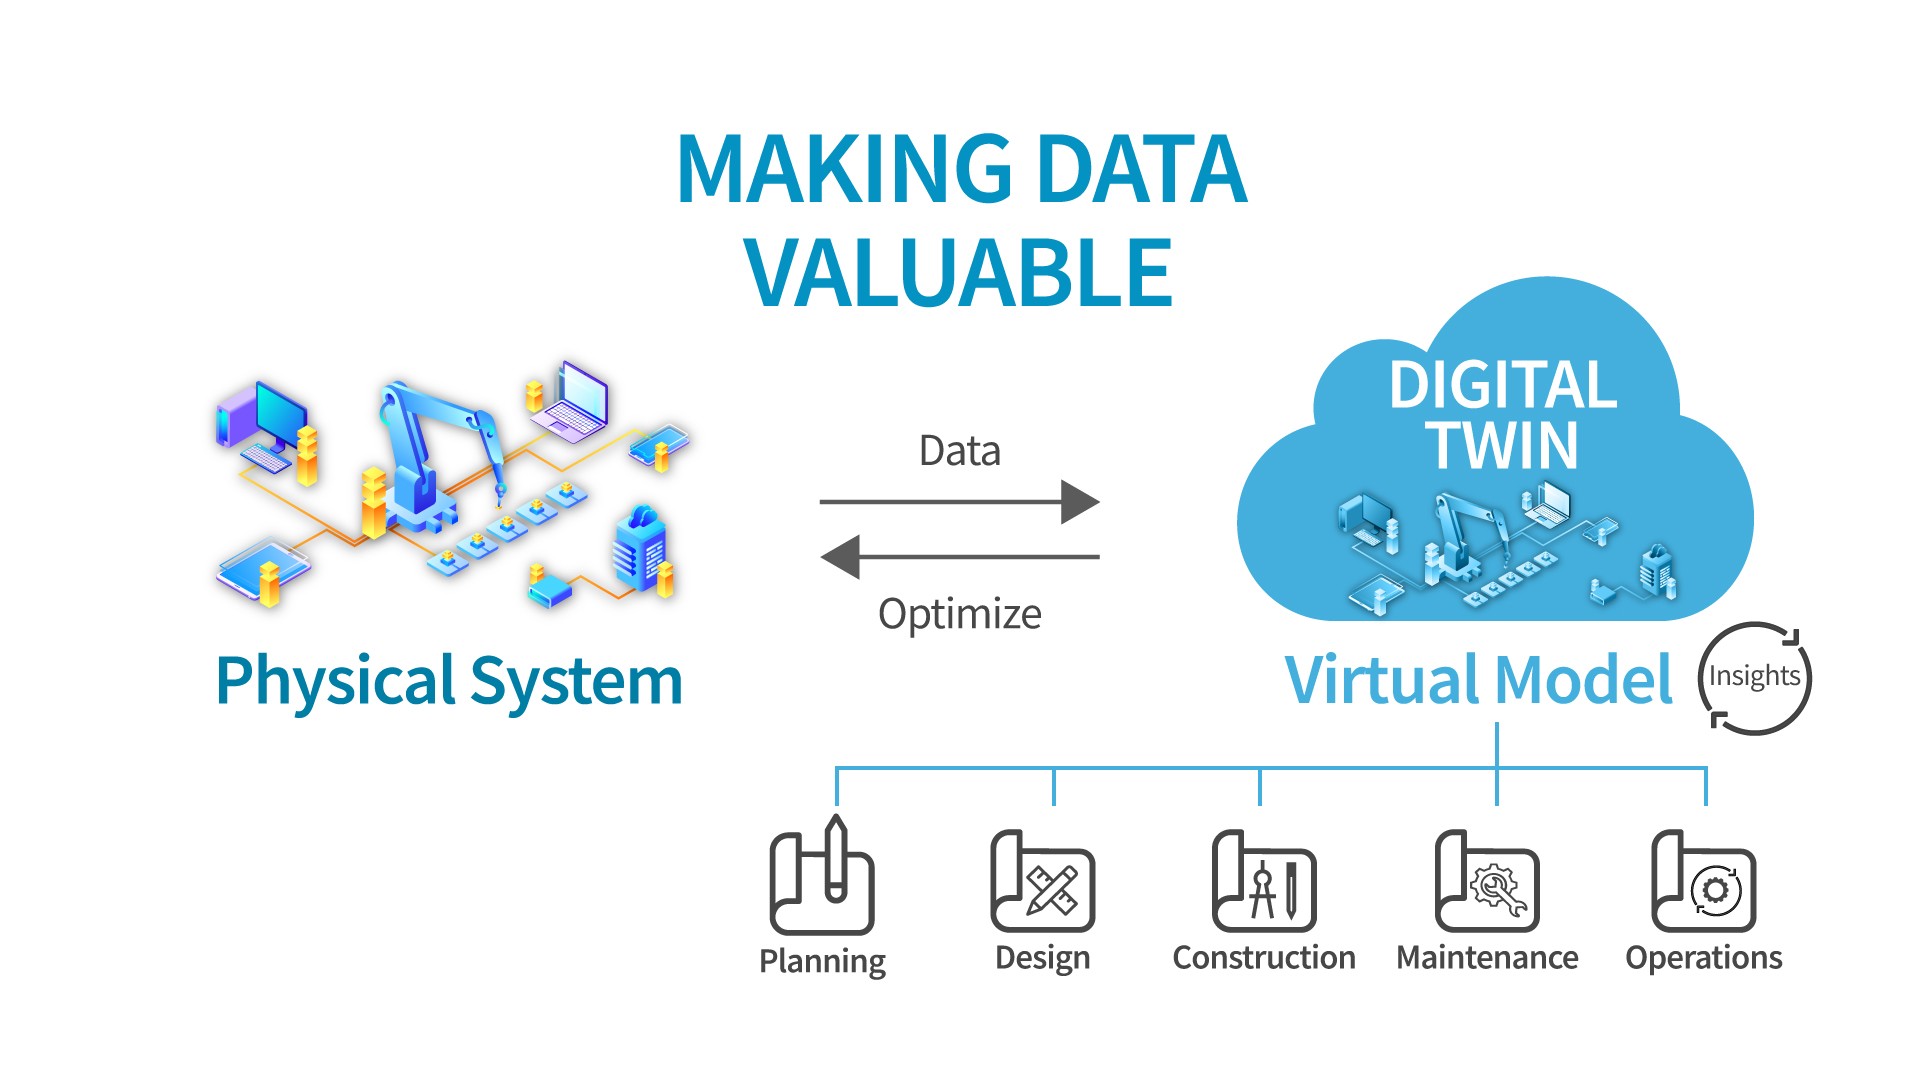 MAKING DATA
VALUABLE
DIGITAL
TWIN
Data
Optimize
Physical System
Virtual Model
Insights
Planning
Design
Construction
Maintenance
Operations